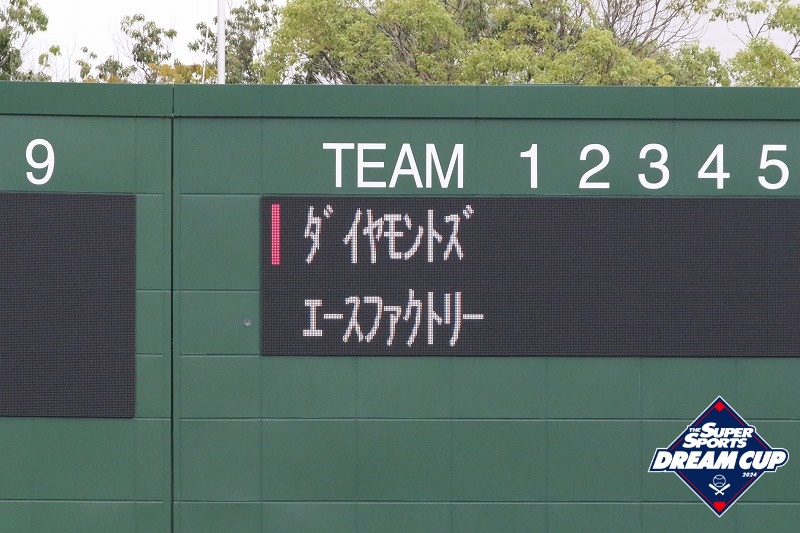 9
TEAM 1 2 3 4 5
ダイヤモントズ
エースファクトリー
THE SUPER SPORTS
DREAM CUP
2024